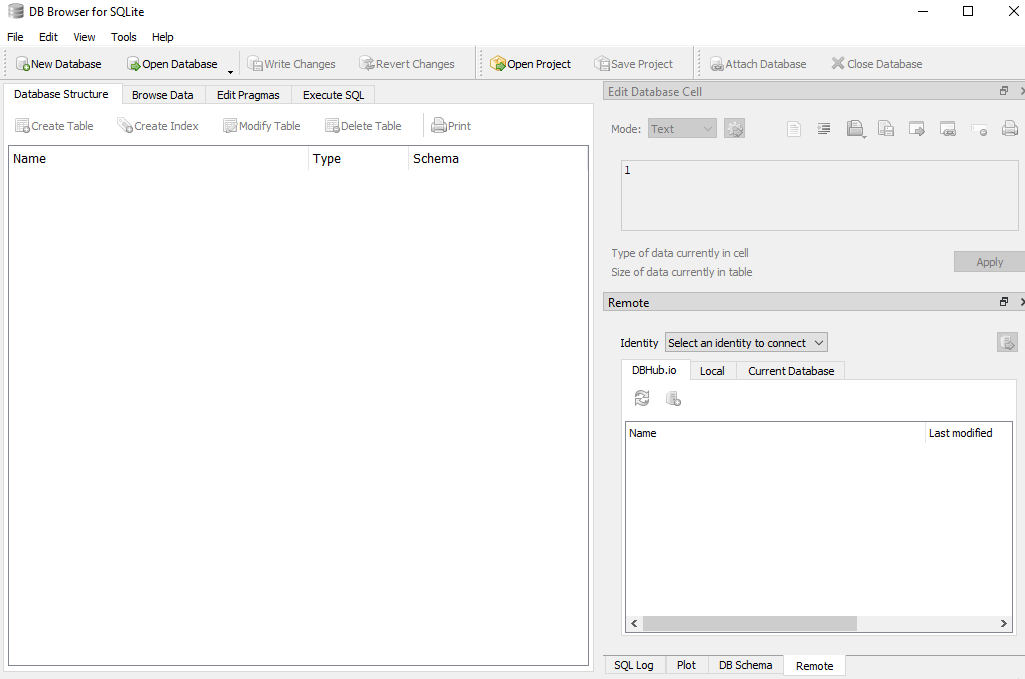 DB Browser for SQLite
File Edit View Tools Help
New Database Open Database Write Changes Revert Changes Open Project Save Project Attach Database Close Database
Database Structure Browse Data Edit Pragmas Execute SQL
Create Table Create Index Modify Table Delete Table Print
Name Type Schema
Edit Database Cell
Mode: Text
1
Type of data currently in cell
Size of data currently in table
Apply
Remote
Identity Select an identity to connect
DBHub.io Local Current Database
Name Last modified
SQL Log Plot DB Schema Remote